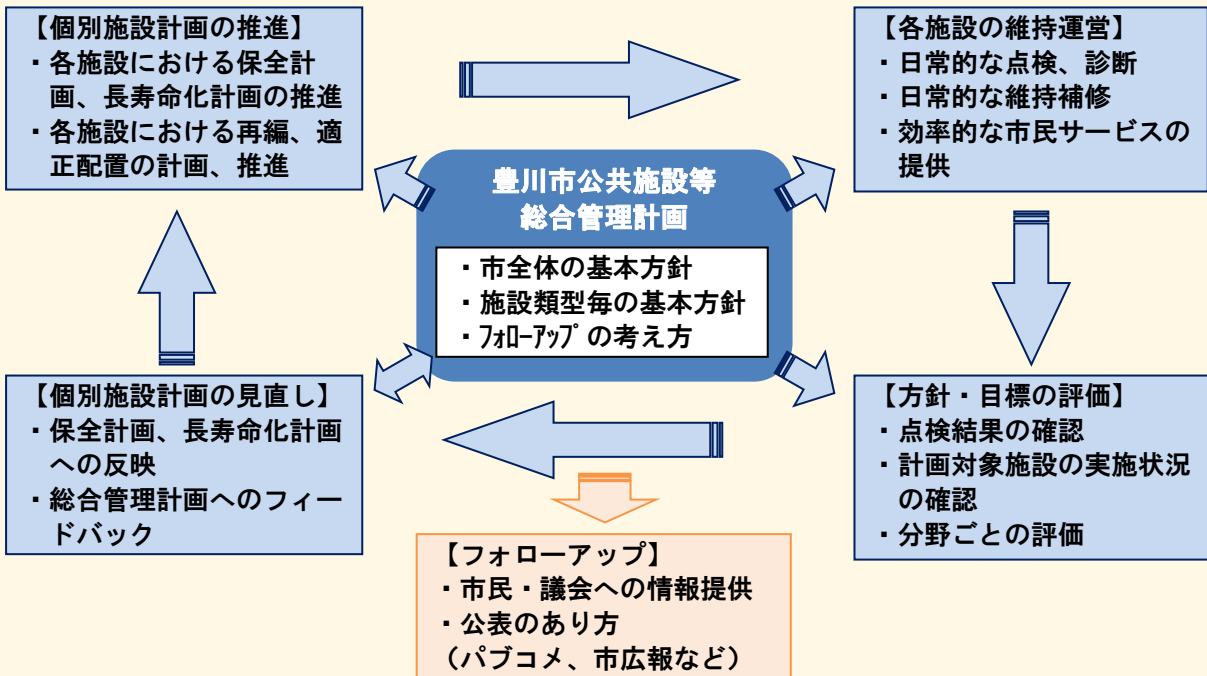 【個別施設計画の推進】
・各施設における保全計
画、長寿命化計画の推進
・各施設における再編、適
正配置の計画、推進
【各施設の維持運営】
・日常的な点検、診断
・日常的な維持補修
・効率的な市民サービスの
提供
豊川市公共施設等
総合管理計画
・市全体の基本方針
・施設類型毎の基本方針
・ﾌｫﾛｰｱｯﾌﾟの考え方
【個別施設計画の見直し】
・保全計画、長寿命化計画
への反映
・総合管理計画へのフィー
ドバック
【方針・目標の評価】
・点検結果の確認
・計画対象施設の実施状況
の確認
・分野ごとの評価
【フォローアップ】
・市民・議会への情報提供
・公表のあり方
（パブコメ、市広報など）